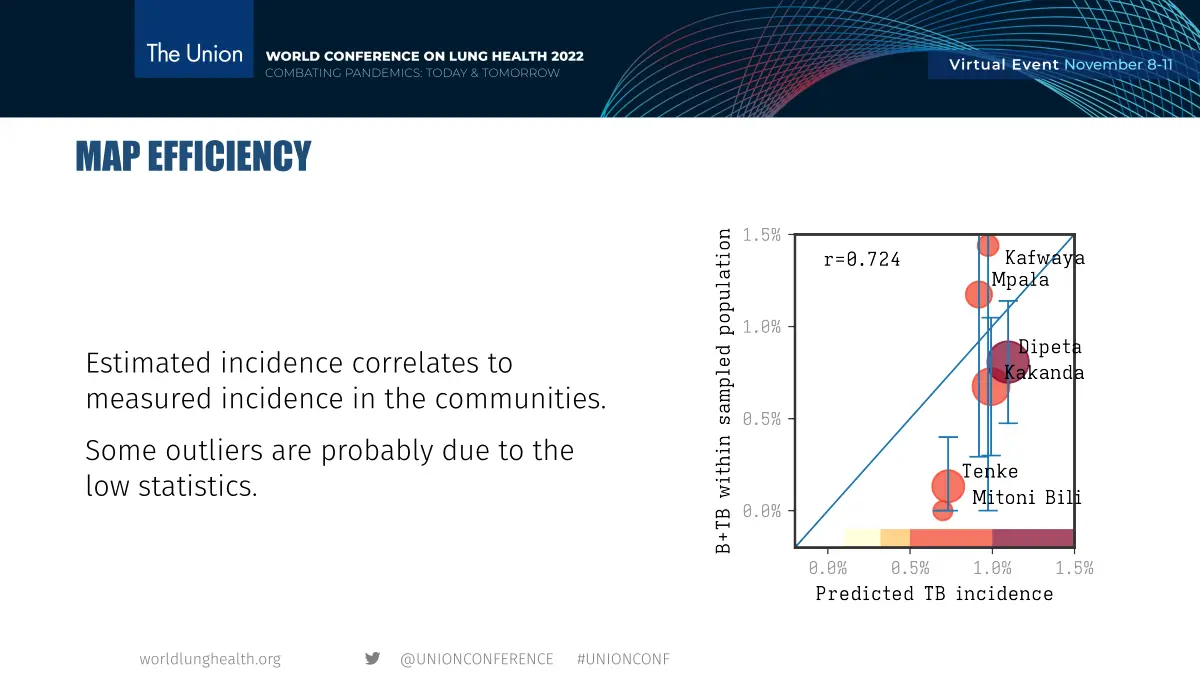 The Union
WORLD CONFERENCE ON LUNG HEALTH 2022
COMBATING PANDEMICS: TODAY & TOMORROW
Virtual Event November 8-11
MAP EFFICIENCY
Estimated incidence correlates to
measured incidence in the communities.
Some outliers are probably due to the
low statistics.
B+TB within sampled population
1.5%
1.0%
0.5%
0.0%
r=0.724
Kafwaya
Mpala
Dipeta
Kakanda
Tenke
Mitoni Bili
0.0% 0.5% 1.0% 1.5%
Predicted TB incidence
worldlunghealth.org @UNIONCONFERENCE #UNIONCONF